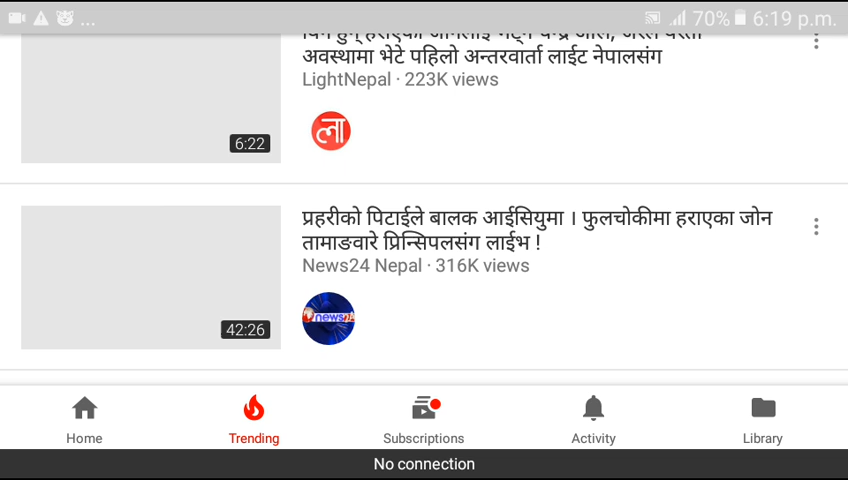 ... 70% 6:19 p.m.
अवस्थामा भेटे पहिलो अन्तरवार्ता लाईट नेपालसंग
LightNepal · 223K views
ला
6:22
प्रहरीको पिटाईले बालक आईसियुमा । फुलचोकीमा हराएका जोन
तामाङवारे प्रिन्सिपलसंग लाईभ !
News24 Nepal · 316K views
news
42:26
Home Trending Subscriptions Activity Library
No connection